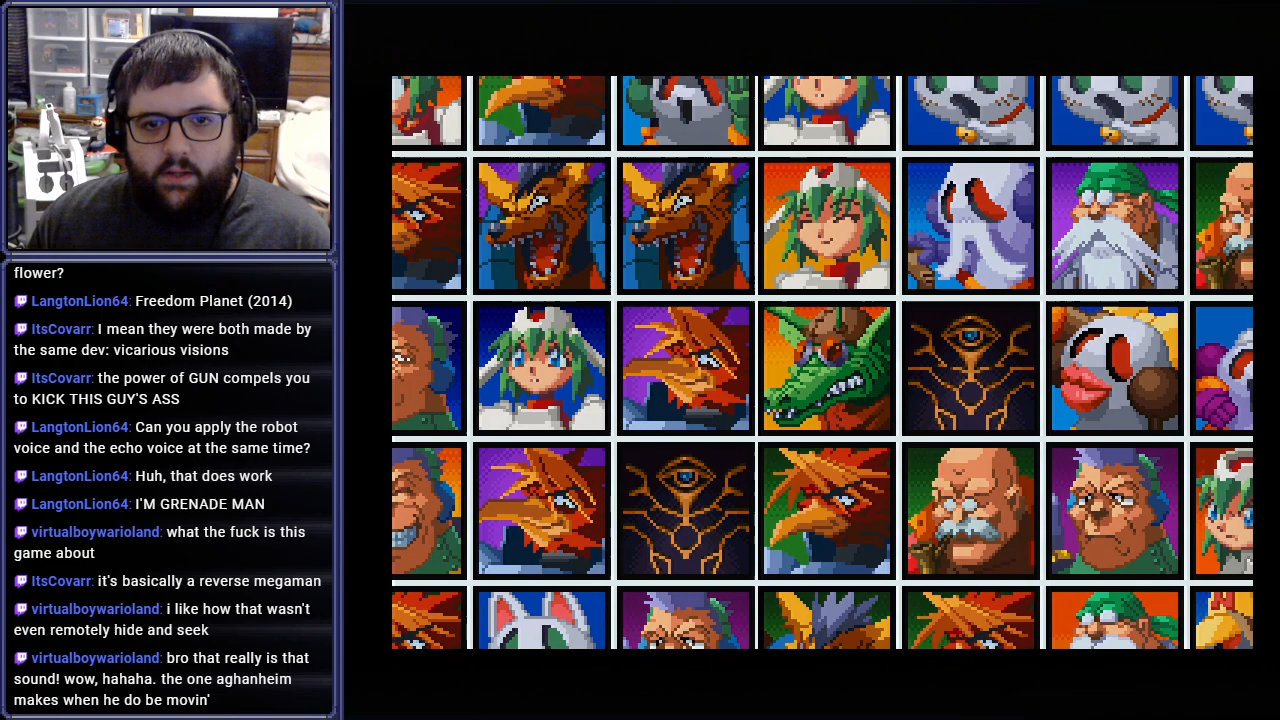 flower?
LangtonLion64: Freedom Planet (2014)
ItsCovarr: I mean they were both made by
the same dev: vicarious visions
ItsCovarr: the power of GUN compels you
to KICK THIS GUY'S ASS
LangtonLion64: Can you apply the robot
voice and the echo voice at the same time?
LangtonLion64: Huh, that does work
LangtonLion64: I'M GRENADE MAN
virtualboywarioland: what the fuck is this
game about
ItsCovarr: it's basically a reverse megaman
virtualboywarioland: i like how that wasn't
even remotely hide and seek
virtualboywarioland: bro that really is that
sound! wow, hahaha. the one aghanheim
makes when he do be movin'